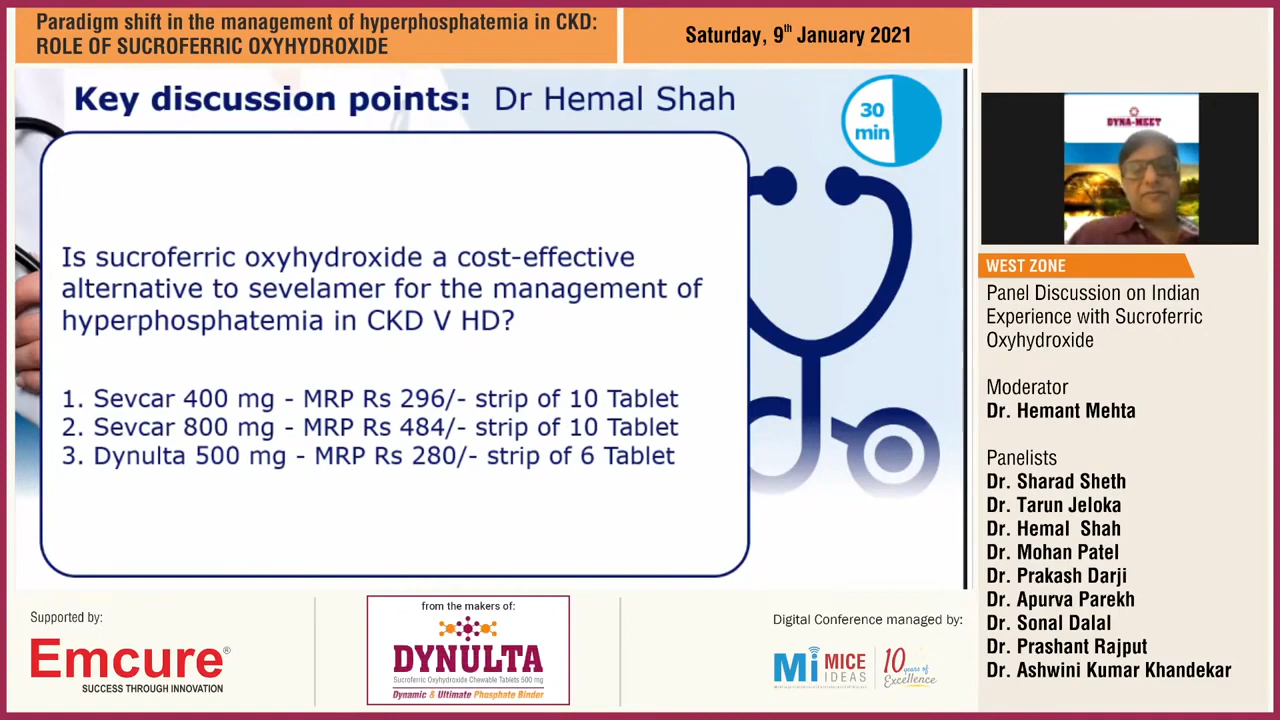 Paradigm shift in the management of hyperphosphatemia in CKD:
ROLE OF SUCROFERRIC OXYHYDROXIDE
Saturday, 9th January 2021
Key discussion points: Dr Hemal Shah
30
min
Is sucroferric oxyhydroxide a cost-effective
alternative to sevelamer for the management of
hyperphosphatemia in CKD V HD?
1. Sevcar 400 mg - MRP Rs 296/- strip of 10 Tablet
2. Sevcar 800 mg - MRP Rs 484/- strip of 10 Tablet
3. Dynulta 500 mg - MRP Rs 280/- strip of 6 Tablet
DYNA-MEET
WEST ZONE
Panel Discussion on Indian
Experience with Sucroferric
Oxyhydroxide
Moderator
Dr. Hemant Mehta
Panelists
Dr. Sharad Sheth
Dr. Tarun Jeloka
Dr. Hemal Shah
Dr. Mohan Patel
Dr. Prakash Darji
Dr. Apurva Parekh
Dr. Sonal Dalal
Dr. Prashant Rajput
Dr. Ashwini Kumar Khandekar
Supported by:
Emcure®
SUCCESS THROUGH INNOVATION
from the makers of:
DYNULTA
Sucroferric Oxyhydroxide Chewable Tablets 500 mg
Dynamic & Ultimate Phosphate Binder
Digital Conference managed by:
Mi MICE
IDEAS
10 years of
Excellence